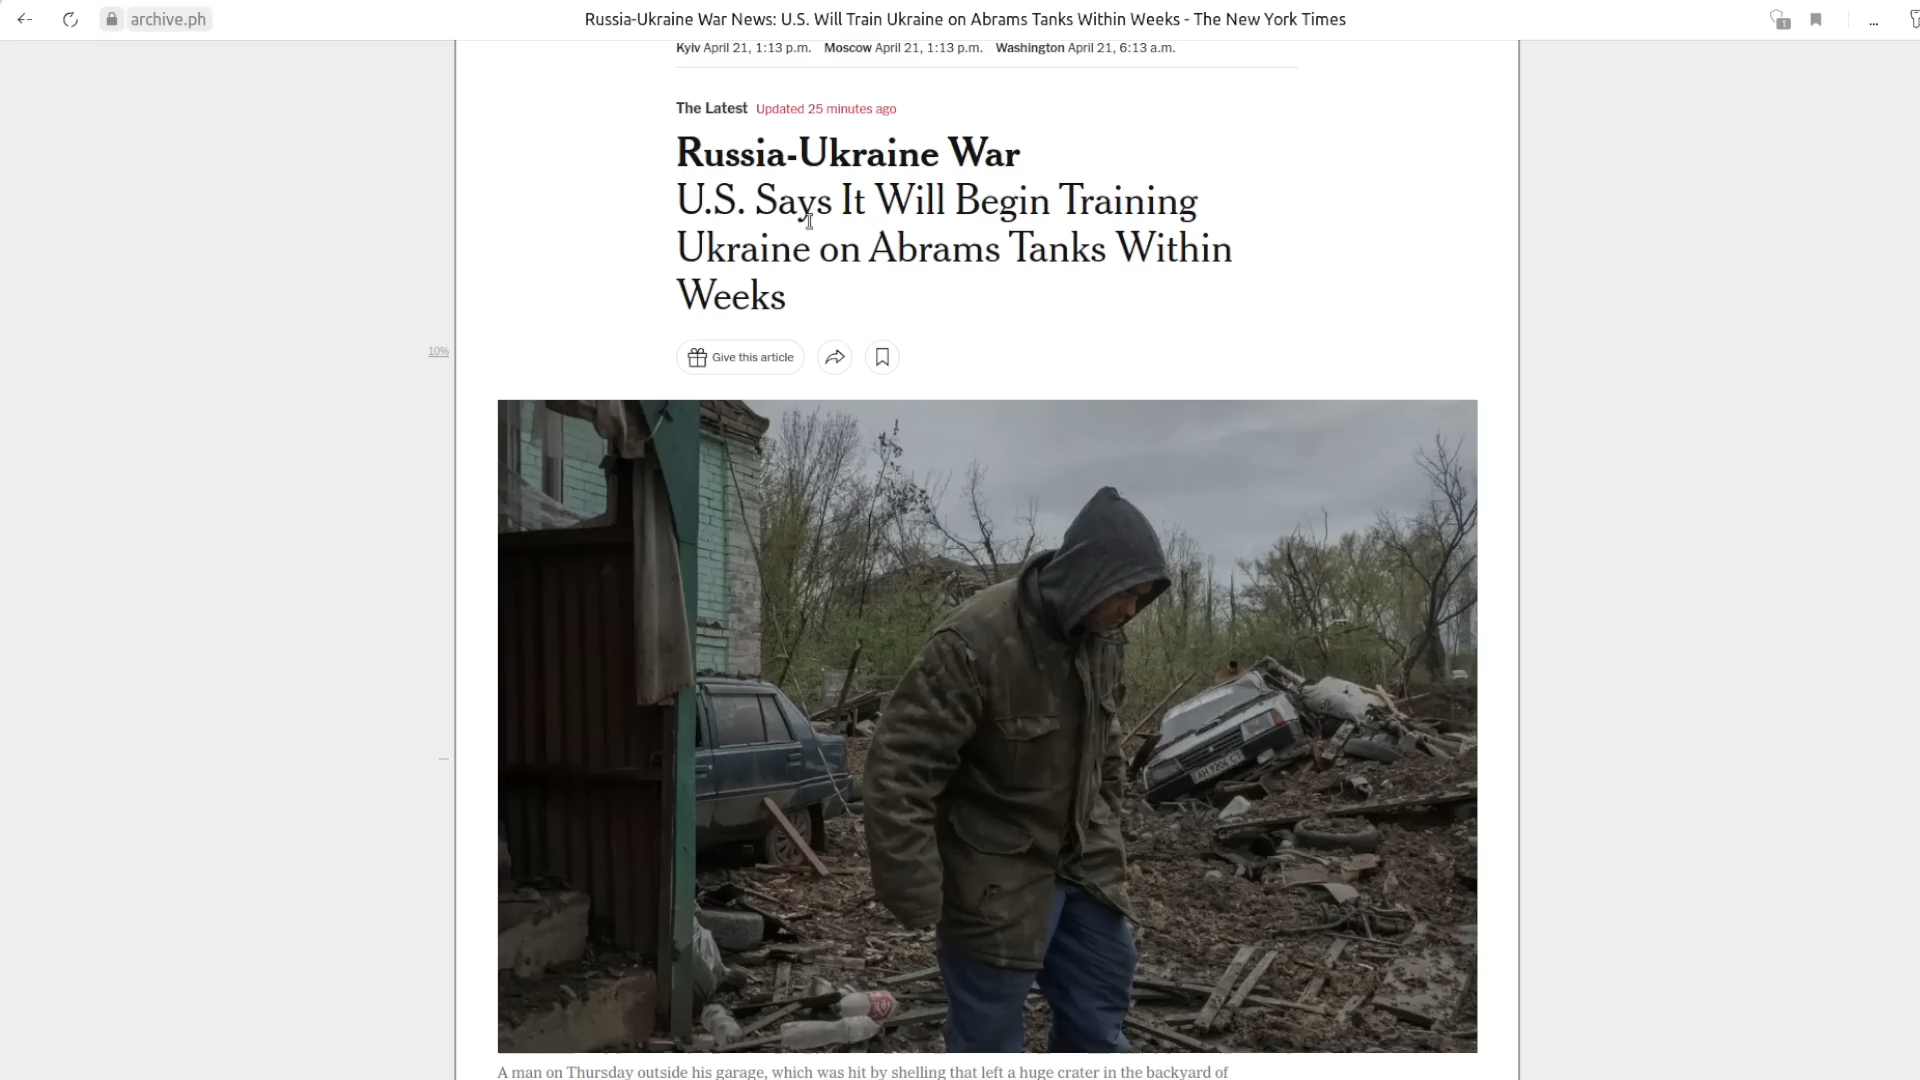 archive.ph
Russia-Ukraine War News: U.S. Will Train Ukraine on Abrams Tanks Within Weeks - The New York Times
1
...
Kyiv April 21, 1:13 p.m. Moscow April 21, 1:13 p.m. Washington April 21, 6:13 a.m.
The Latest Updated 25 minutes ago
Russia-Ukraine War
U.S. Says It Will Begin Training
Ukraine on Abrams Tanks Within
Weeks
10%
Give this article
AH 9206 CT
A man on Thursday outside his garage, which was hit by shelling that left a huge crater in the backyard of